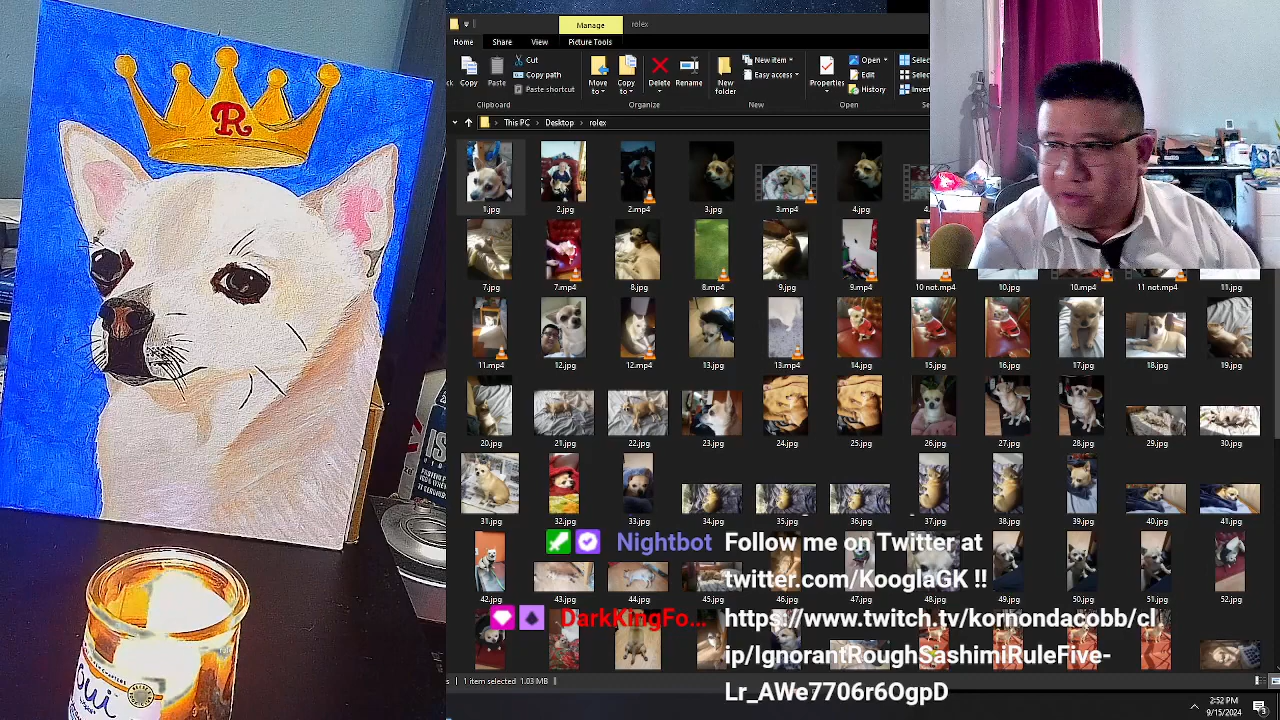 R
Manage
rolex
Home
Share
View
Picture Tools
Copy
Paste
Cut
Copy path
Paste shortcut
Move to
Copy to
Delete
Rename
New folder
New item
Easy access
Properties
Open
Edit
History
Clipboard
Organize
New
Open
This PC > Desktop > rolex
1.jpg 2.jpg 2.mp4 3.jpg 3.mp4 4.jpg
7.jpg 7.mp4 8.jpg 8.mp4 9.jpg 9.mp4 10 not.mp4 10.jpg 10.mp4 11 not.mp4 11.jpg
11.mp4 12.jpg 12.mp4 13.jpg 13.mp4 14.jpg 15.jpg 16.jpg 17.jpg 18.jpg 19.jpg
20.jpg 21.jpg 22.jpg 23.jpg 24.jpg 25.jpg 26.jpg 27.jpg 28.jpg 29.jpg 30.jpg
31.jpg 32.jpg 33.jpg 34.jpg 35.jpg 36.jpg 37.jpg 38.jpg 39.jpg 40.jpg 41.jpg
Nightbot Follow me on Twitter at
twitter.com/KooglaGK !!
42.jpg 43.jpg 44.jpg 45.jpg 46.jpg 47.jpg 48.jpg 49.jpg 50.jpg 51.jpg 52.jpg
DarkKingFo... https://www.twitch.tv/kornondacobb/cl
ip/IgnorantRoughSashimiRuleFive-
Lr_AWe7706r6OgpD
1 item selected 1.03 MB
2:52 PM
9/15/2024
oui